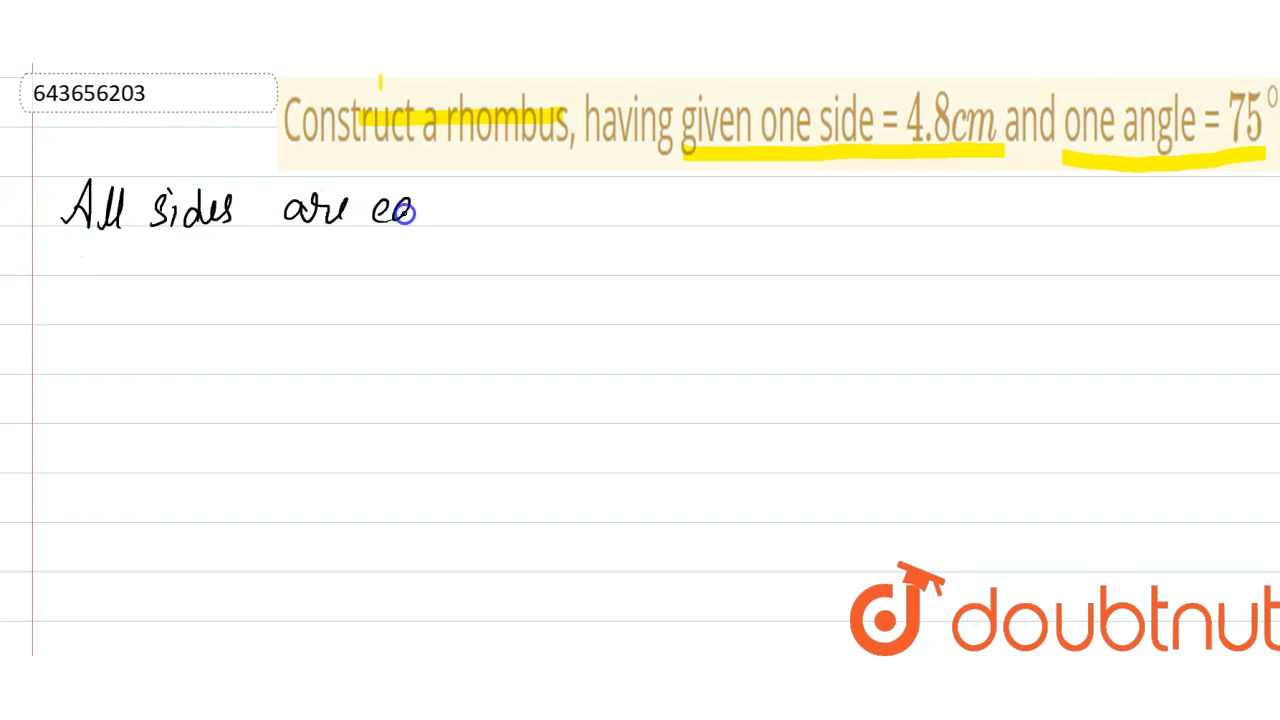 643656203
Construct a rhombus, having given one side = 4.8cm and one angle = 75°
All sides are
doubtnut